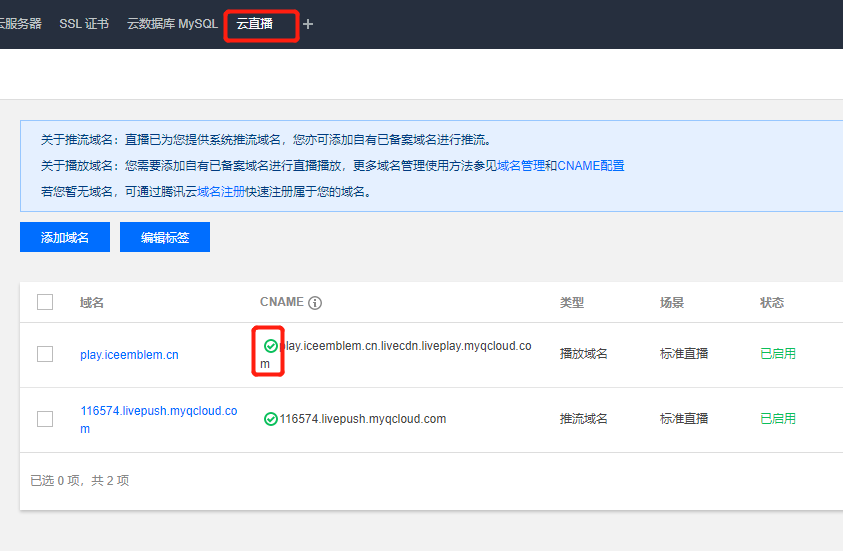 云服务器 SSL 证书 云数据库 MySQL 云直播
关于推流域名：直播已为您提供系统推流域名，您亦可添加自有已备案域名进行推流。
关于播放域名：您需要添加自有已备案域名进行直播播放，更多域名管理使用方法参见域名管理和CNAME配置
若您暂无域名，可通过腾讯云域名注册快速注册属于您的域名。
添加域名 编辑标签
域名 CNAME 类型 场景 状态
play.iceemblem.cn play.iceemblem.cn.livecdn.liveplay.myqcloud.co 播放域名 标准直播 已启用
m
116574.livepush.myqcloud.co 116574.livepush.myqcloud.com 推流域名 标准直播 已启用
m
已选 0 项，共 2 项